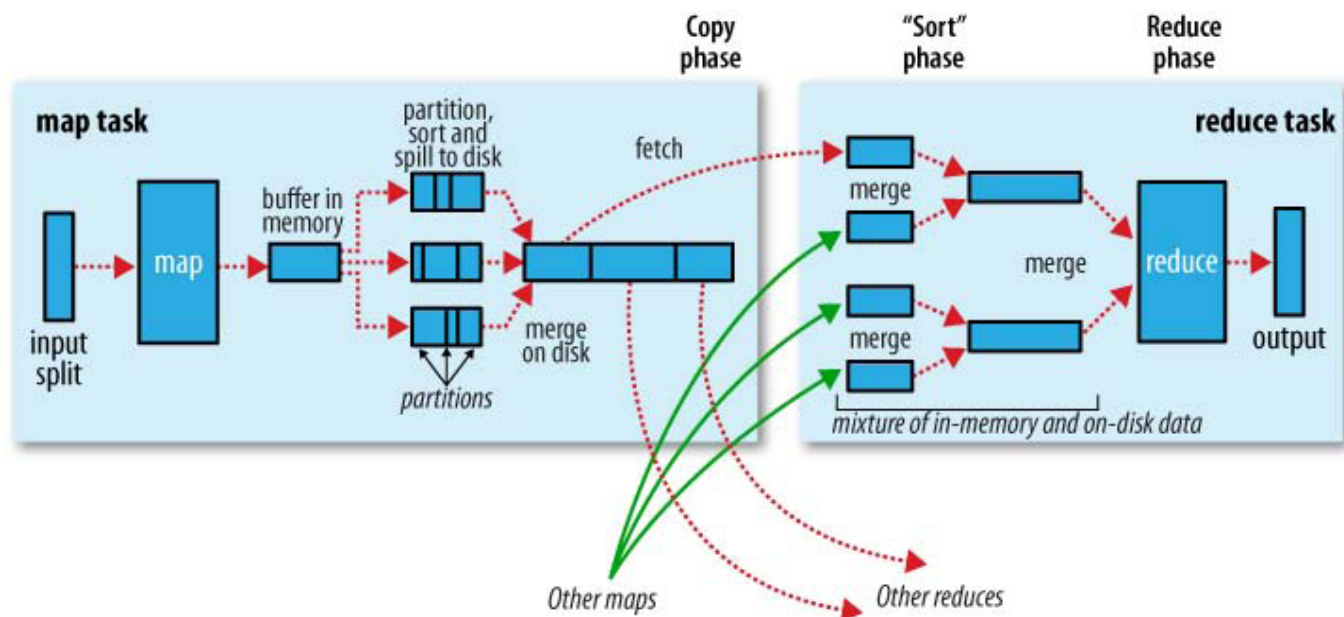 Copy
phase
"Sort"
phase
Reduce
phase
map task
partition,
sort and
spill to disk
buffer in
memory
map
input
split
partitions
merge
on disk
fetch
reduce task
merge
merge
merge
reduce
output
mixture of in-memory and on-disk data
Other maps
Other reduces